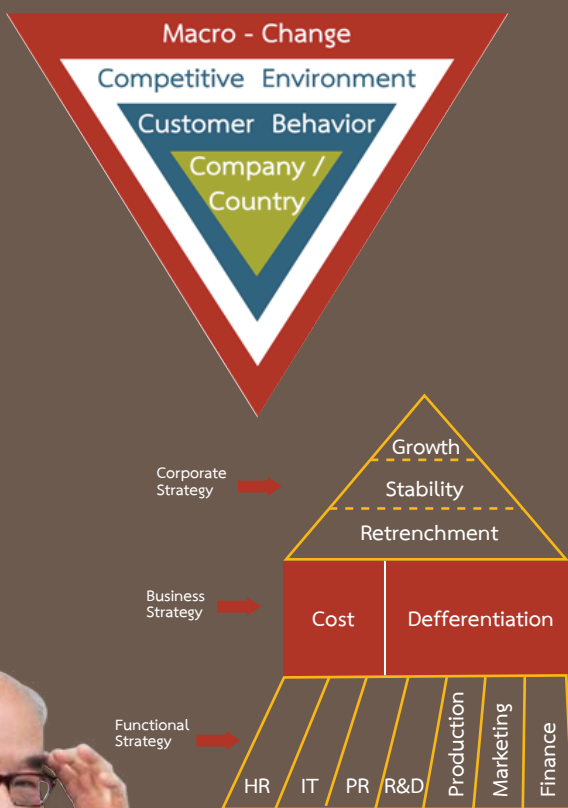 Macro - Change
Competitive Environment
Customer Behavior
Company /
Country
Growth
Corporate
Strategy
Stability
Retrenchment
Business
Strategy
Cost
Defferentiation
Functional
Strategy
HR
IT
PR
R&D
Production
Marketing
Finance